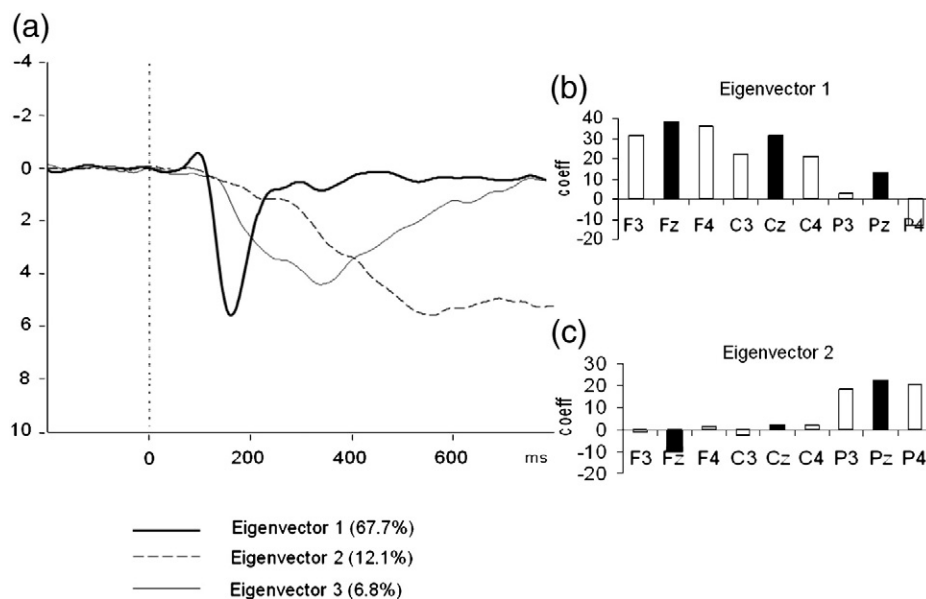 (a)
-4
-2
0
2
4
6
8
10
0 200 400 600 ms
(b)
Eigenvector 1
coeff
40
30
20
10
0
-10
-20
F3 Fz F4 C3 Cz C4 P3 Pz P4
(c)
Eigenvector 2
coeff
30
20
10
0
-10
-20
F3 Fz F4 C3 Cz C4 P3 Pz P4
Eigenvector 1 (67.7%)
Eigenvector 2 (12.1%)
Eigenvector 3 (6.8%)